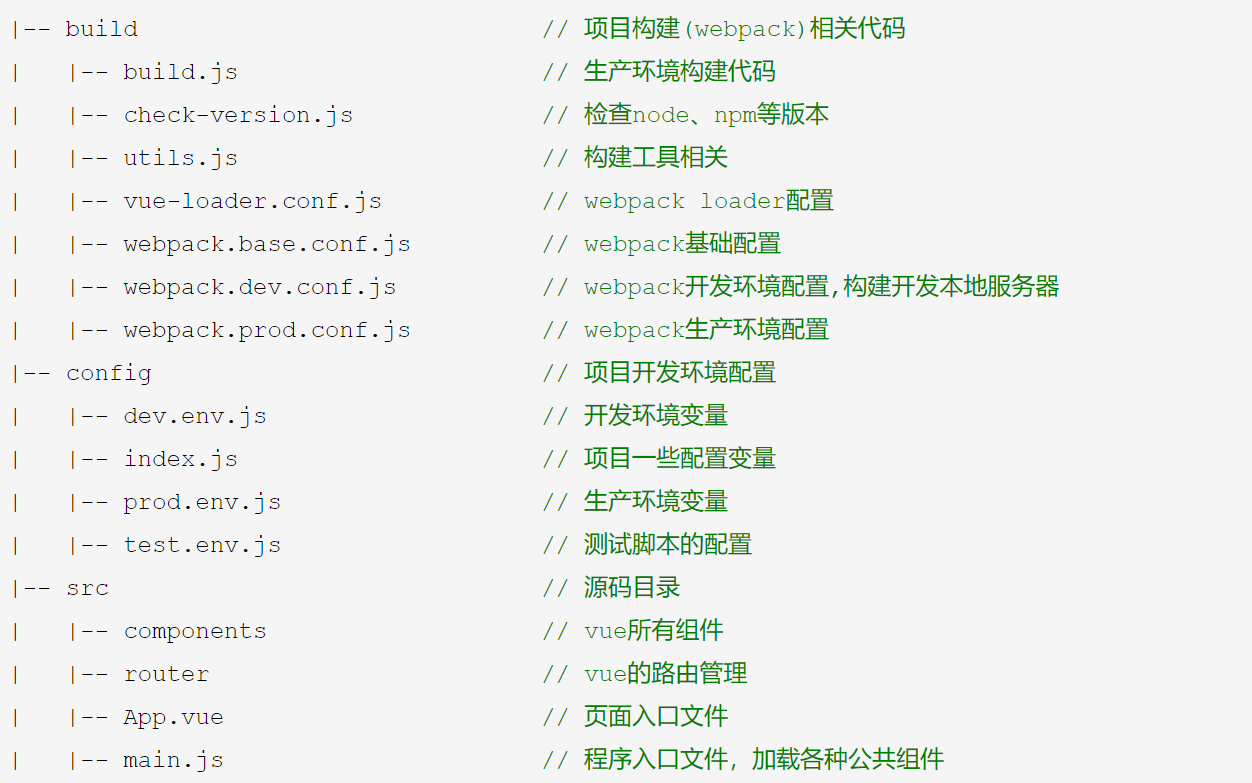 |-- build                            // 项目构建(webpack)相关代码
|   |-- build.js                     // 生产环境构建代码
|   |-- check-version.js             // 检查node、npm等版本
|   |-- utils.js                     // 构建工具相关
|   |-- vue-loader.conf.js           // webpack loader配置
|   |-- webpack.base.conf.js         // webpack基础配置
|   |-- webpack.dev.conf.js          // webpack开发环境配置,构建开发本地服务器
|   |-- webpack.prod.conf.js         // webpack生产环境配置
|-- config                           // 项目开发环境配置
|   |-- dev.env.js                   // 开发环境变量
|   |-- index.js                     // 项目一些配置变量
|   |-- prod.env.js                  // 生产环境变量
|   |-- test.env.js                  // 测试脚本的配置
|-- src                              // 源码目录
|   |-- components                   // vue所有组件
|   |-- router                       // vue的路由管理
|   |-- App.vue                      // 页面入口文件
|   |-- main.js                      // 程序入口文件，加载各种公共组件